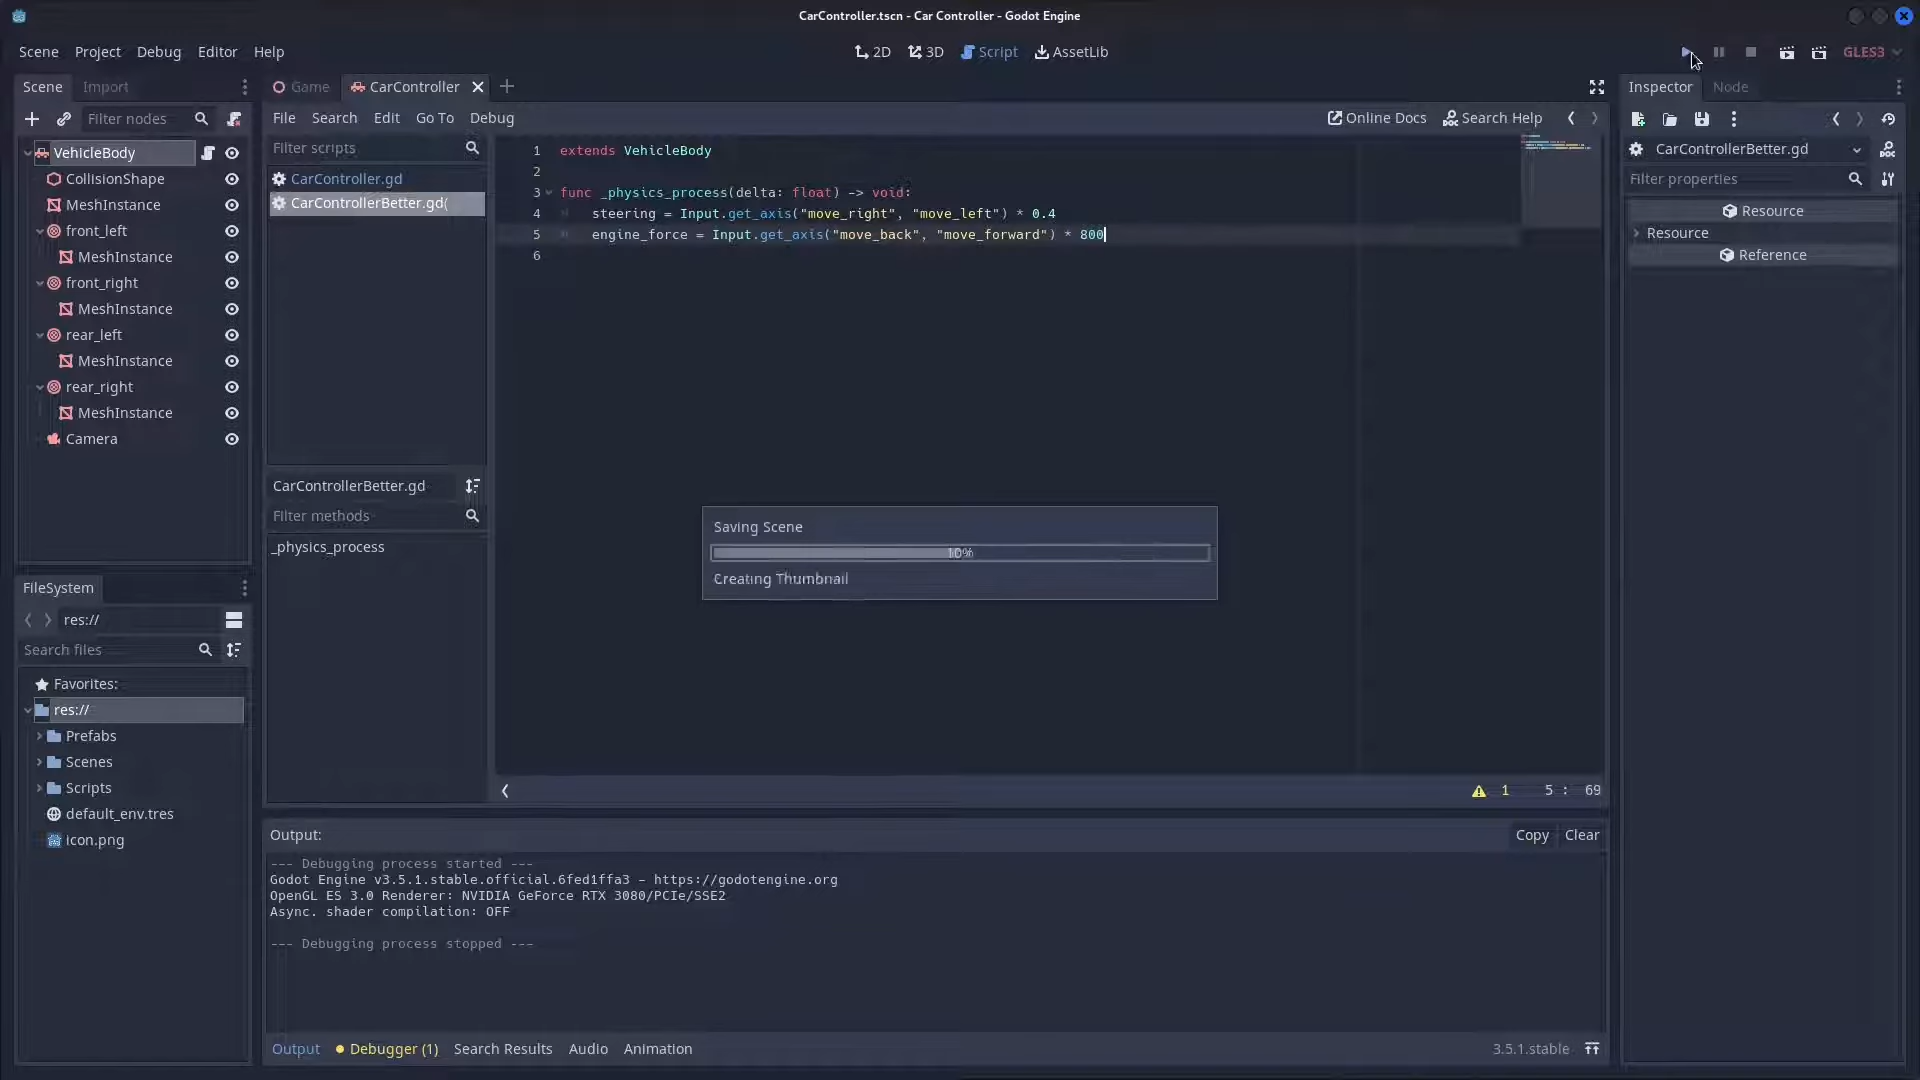 CarController.tscn - Car Controller - Godot Engine
Scene Project Debug Editor Help
2D 3D Script AssetLib
GLES3
Scene Import
Filter nodes
VehicleBody
CollisionShape
MeshInstance
front_left
MeshInstance
front_right
MeshInstance
rear_left
MeshInstance
rear_right
MeshInstance
Camera
FileSystem
res://
Search files
Favorites:
res://
Prefabs
Scenes
Scripts
default_env.tres
icon.png
Game CarController
File Search Edit Go To Debug
Online Docs Search Help
Filter scripts
CarController.gd
CarControllerBetter.gd(
CarControllerBetter.gd
Filter methods
_physics_process
1 extends VehicleBody
2
3 func _physics_process(delta: float) -> void:
4 steering = Input.get_axis("move_right", "move_left") * 0.4
5 engine_force = Input.get_axis("move_back", "move_forward") * 800
6
Saving Scene
10%
Creating Thumbnail
1 5 : 69
Output:
Copy Clear
--- Debugging process started ---
Godot Engine v3.5.1.stable.official.6fed1ffa3 - https://godotengine.org
OpenGL ES 3.0 Renderer: NVIDIA GeForce RTX 3080/PCIe/SSE2
Async. shader compilation: OFF
--- Debugging process stopped ---
Output Debugger (1) Search Results Audio Animation
3.5.1.stable
Inspector Node
CarControllerBetter.gd
Filter properties
Resource
Resource
Reference